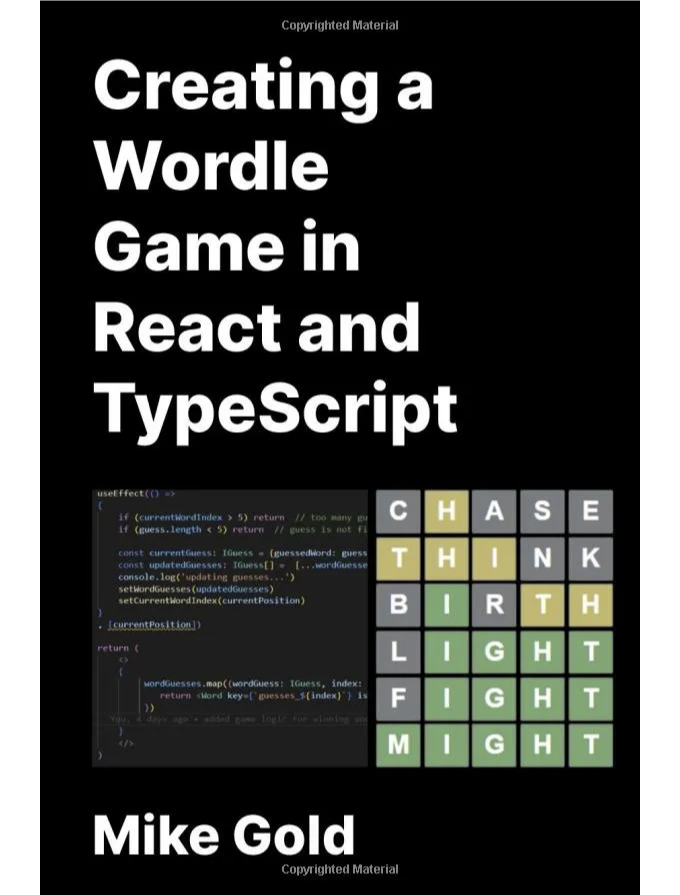 Copyrighted Material
Creating a
Wordle
Game in
React and
TypeScript
useEffect(() =>
{
if (currentWordIndex > 5) return // too many gu
if (guess.length < 5) return // guess is not fi
const currentGuess: IGuess = {guessedWord: guess
const updatedGuesses: IGuess[] = [...wordGuesse
console.log('updating guesses...')
setWordGuesses(updatedGuesses)
setCurrentWordIndex(currentPosition)
}
, [currentPosition])
return (
<>
{
wordGuesses.map((wordGuess: IGuess, index:
return <Word key={`guesses_${index}`} is
})
You, 4 days ago • added game logic for winning
}
</>
)
C H A S E
T H I N K
B I R T H
L I G H T
F I G H T
M I G H T
Mike Gold
Copyrighted Material